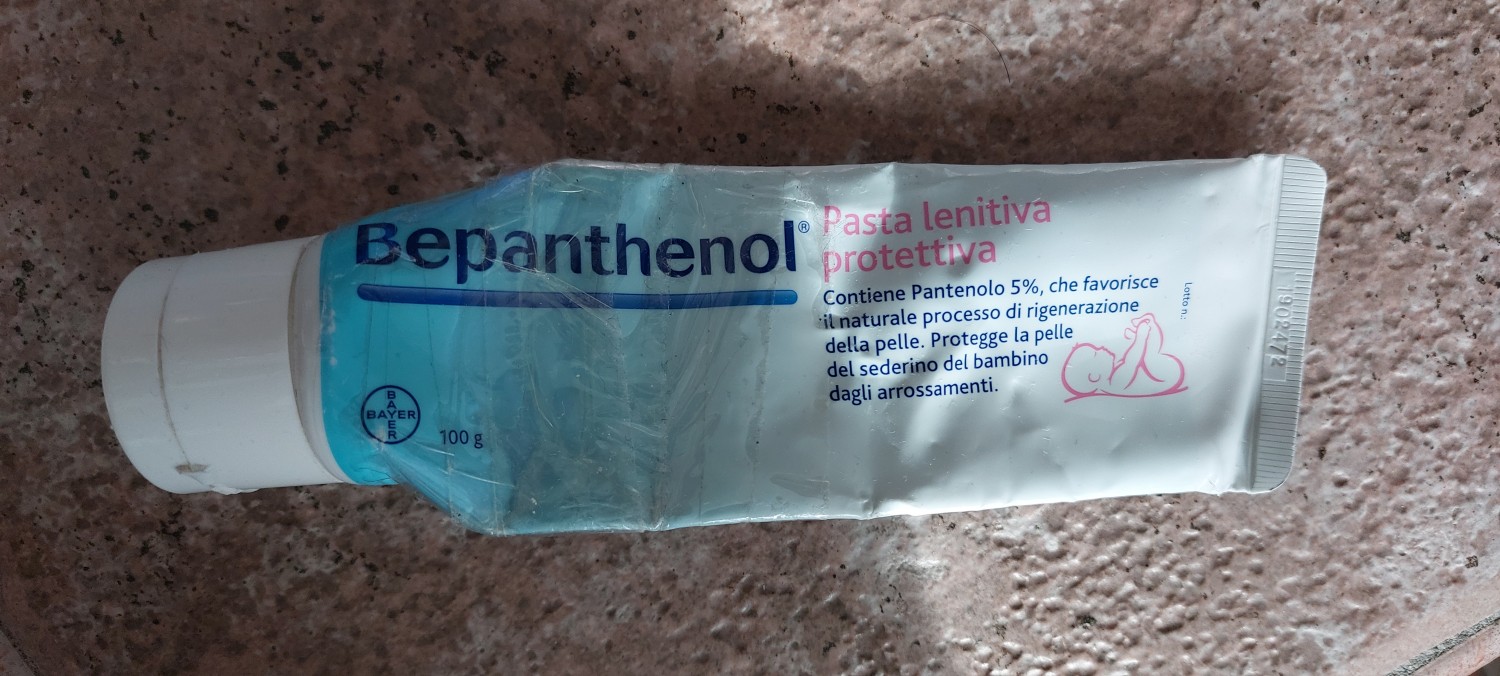 Bepanthenol®
Pasta lenitiva
protettiva
Contiene Pantenolo 5%, che favorisce
il naturale processo di rigenerazione
della pelle. Protegge la pelle
del sederino del bambino
dagli arrossamenti.
Lotto n.:
1902472
BAYER
BAYER
100 g